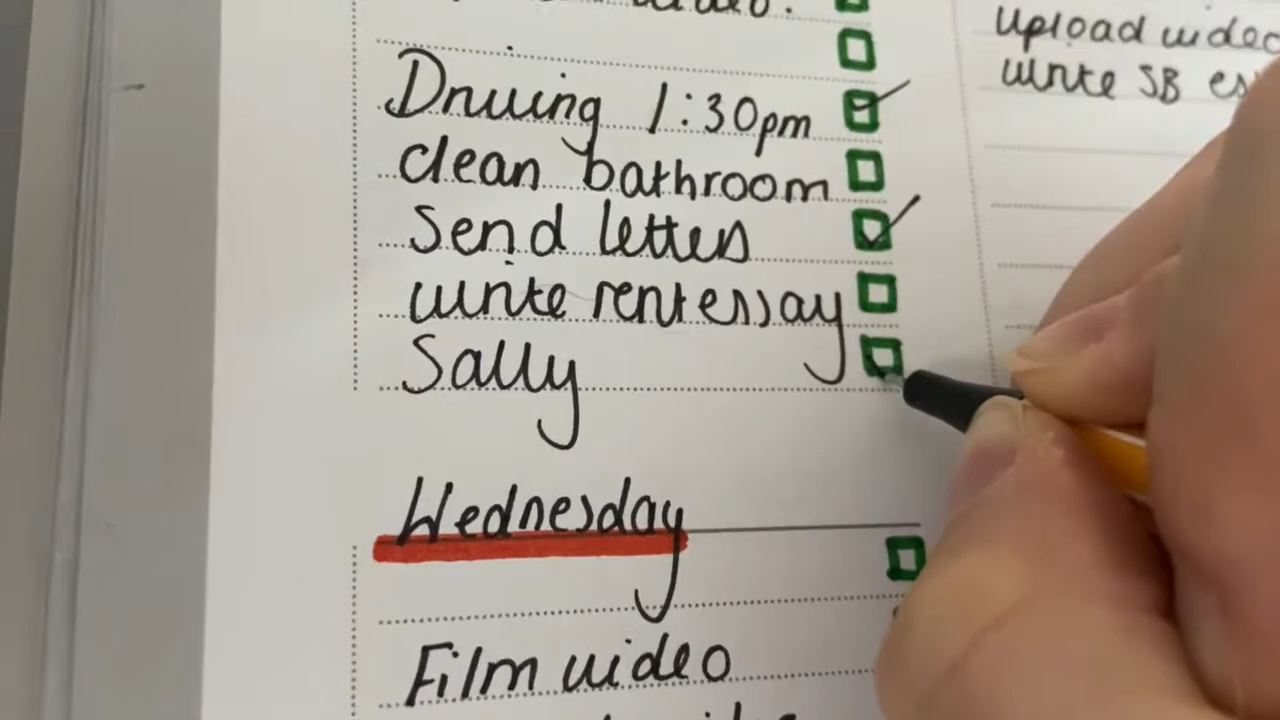 Driving 1:30pm
clean bathroom
send letters
write rent essay
Sally
Wednesday
Film video
Upload video
write SB